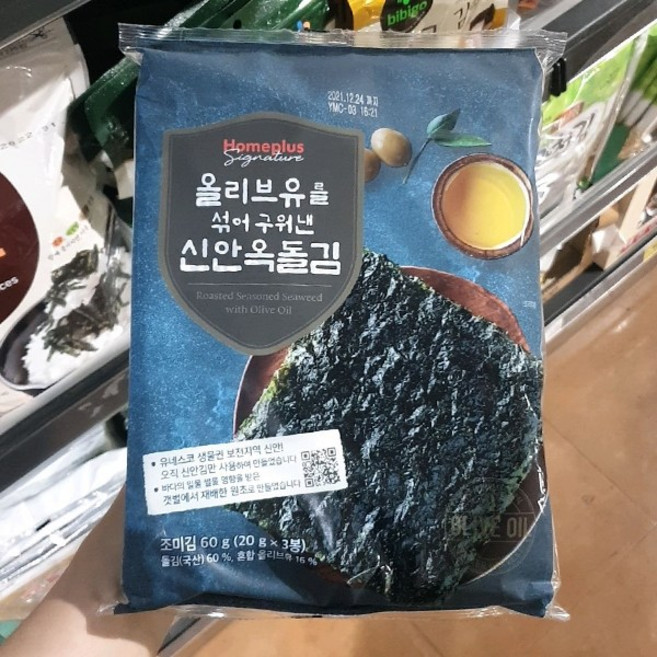 bibigo
2021.12.24 까지
YMC-03 16:21
Homeplus
Signature
올리브유를
섞어 구워낸
신안옥돌김
Roasted Seasoned Seaweed
with Olive Oil
• 유네스코 생물권 보전지역 신안!
오직 신안김만 사용하여 만들었습니다
• 바다의 밀물 썰물 영향을 받은
갯벌에서 재배한 원초로 만들었습니다
OLIVE OIL
조미김 60 g (20 g × 3봉)
돌김(국산) 60 %, 혼합 올리브유 16 %